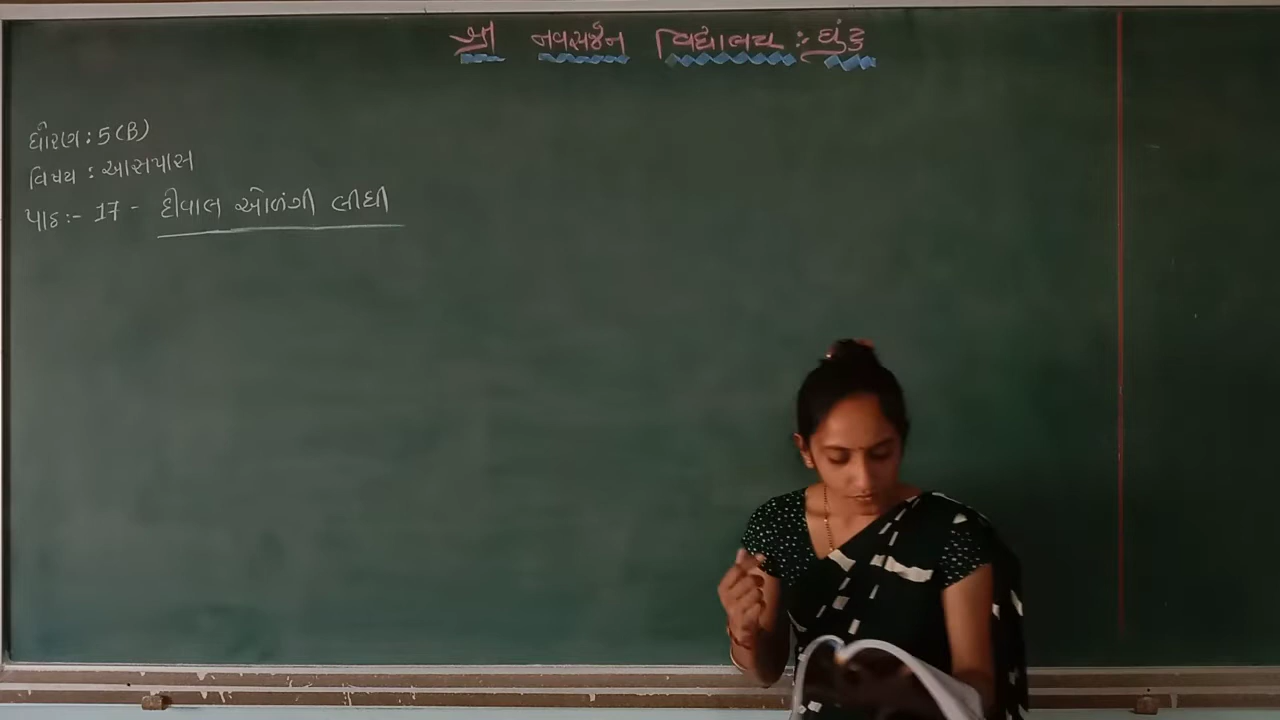 શ્રી નવસર્જન વિદ્યાલય :- ઘુંટુ
ધોરણ : 5 (B)
વિષય : આસપાસ
પાઠ :- 17 - દીવાલ ઓળંગી લીધી